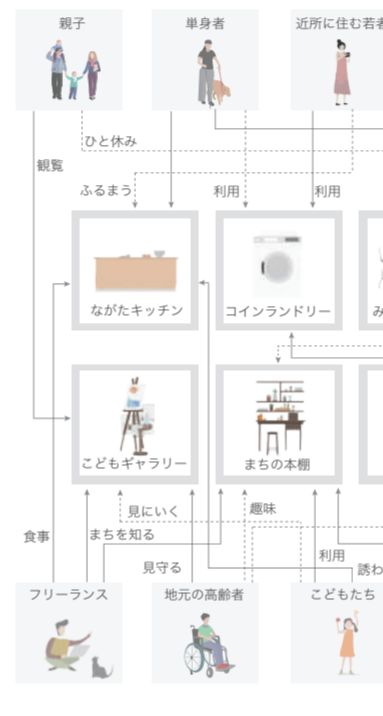 親子
単身者
近所に住む若者
ひと休み
観覧
ふるまう
利用
利用
ながたキッチン
コインランドリー
み
こどもギャラリー
まちの本棚
見にいく
趣味
食事
まちを知る
見守る
利用
誘わ
フリーランス
地元の高齢者
こどもたち